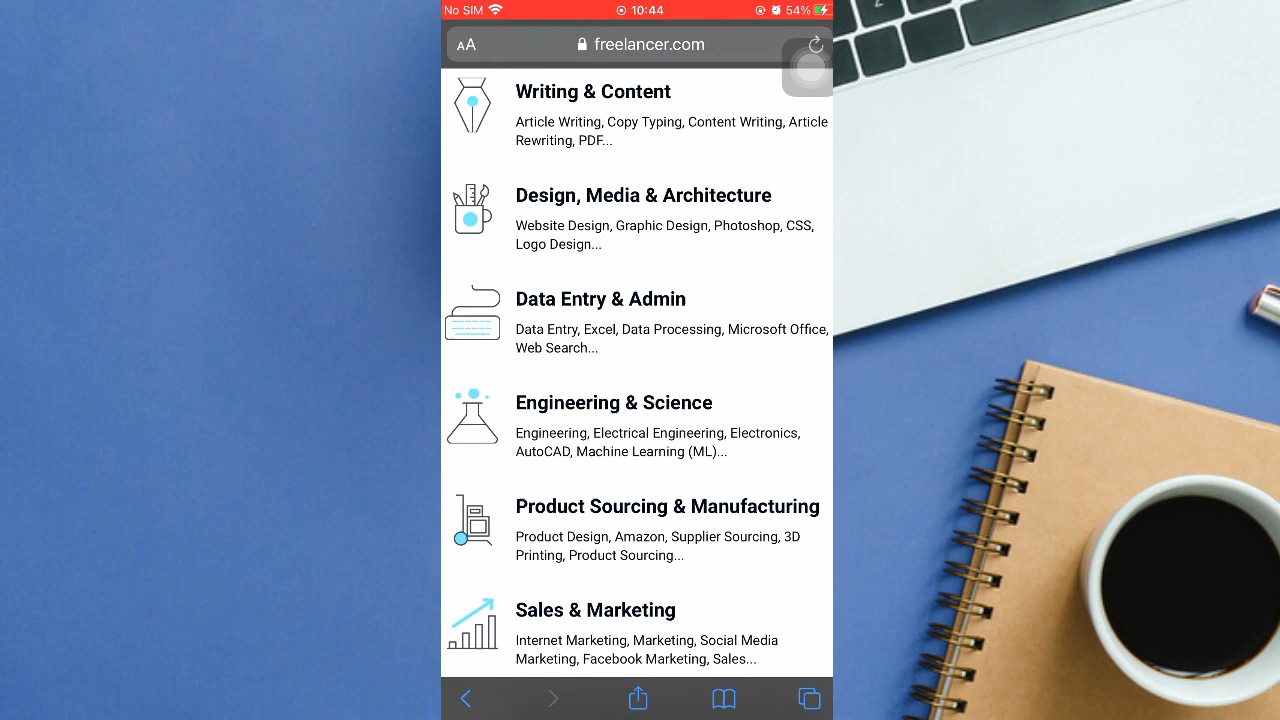 No SIM 10:44 54%
AA freelancer.com
Writing & Content
Article Writing, Copy Typing, Content Writing, Article
Rewriting, PDF...
Design, Media & Architecture
Website Design, Graphic Design, Photoshop, CSS,
Logo Design...
Data Entry & Admin
Data Entry, Excel, Data Processing, Microsoft Office,
Web Search...
Engineering & Science
Engineering, Electrical Engineering, Electronics,
AutoCAD, Machine Learning (ML)...
Product Sourcing & Manufacturing
Product Design, Amazon, Supplier Sourcing, 3D
Printing, Product Sourcing...
Sales & Marketing
Internet Marketing, Marketing, Social Media
Marketing, Facebook Marketing, Sales...